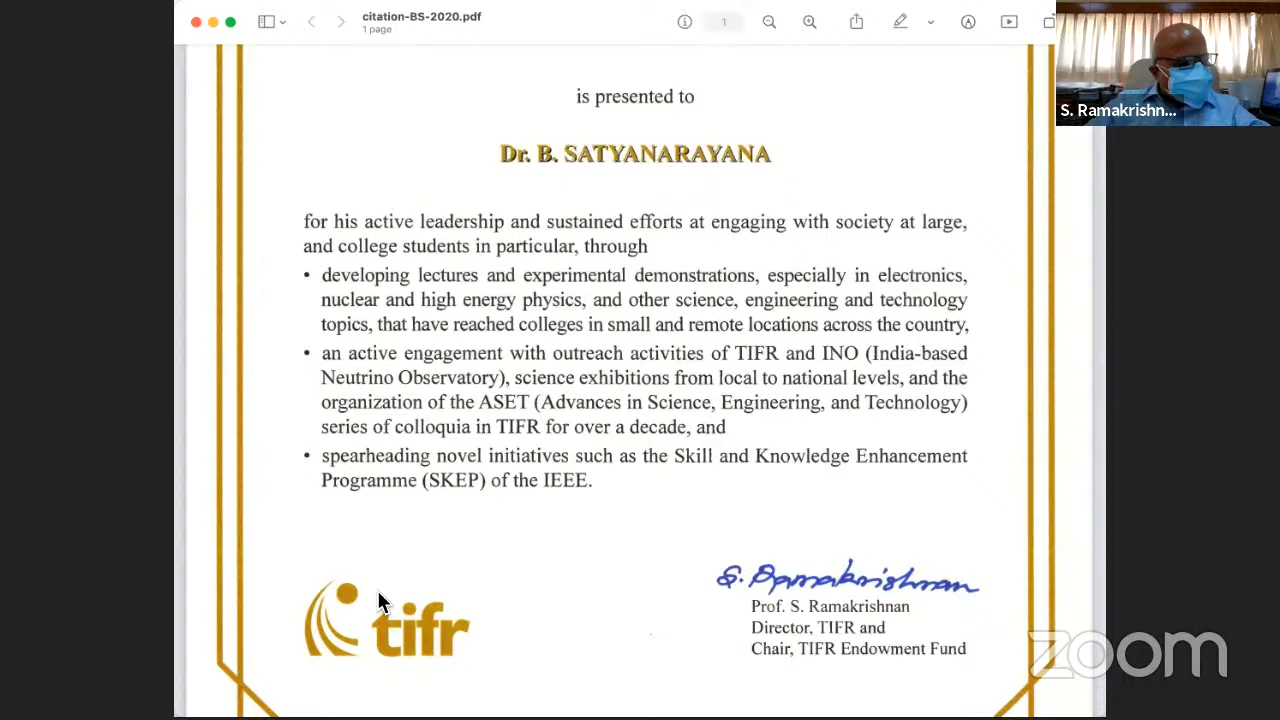 citation-BS-2020.pdf
1 page
1
S. Ramakrishn...
is presented to
Dr. B. SATYANARAYANA
for his active leadership and sustained efforts at engaging with society at large,
and college students in particular, through
• developing lectures and experimental demonstrations, especially in electronics,
nuclear and high energy physics, and other science, engineering and technology
topics, that have reached colleges in small and remote locations across the country,
• an active engagement with outreach activities of TIFR and INO (India-based
Neutrino Observatory), science exhibitions from local to national levels, and the
organization of the ASET (Advances in Science, Engineering, and Technology)
series of colloquia in TIFR for over a decade, and
• spearheading novel initiatives such as the Skill and Knowledge Enhancement
Programme (SKEP) of the IEEE.
S. Ramakrishnan
Prof. S. Ramakrishnan
Director, TIFR and
Chair, TIFR Endowment Fund
tifr
zoom